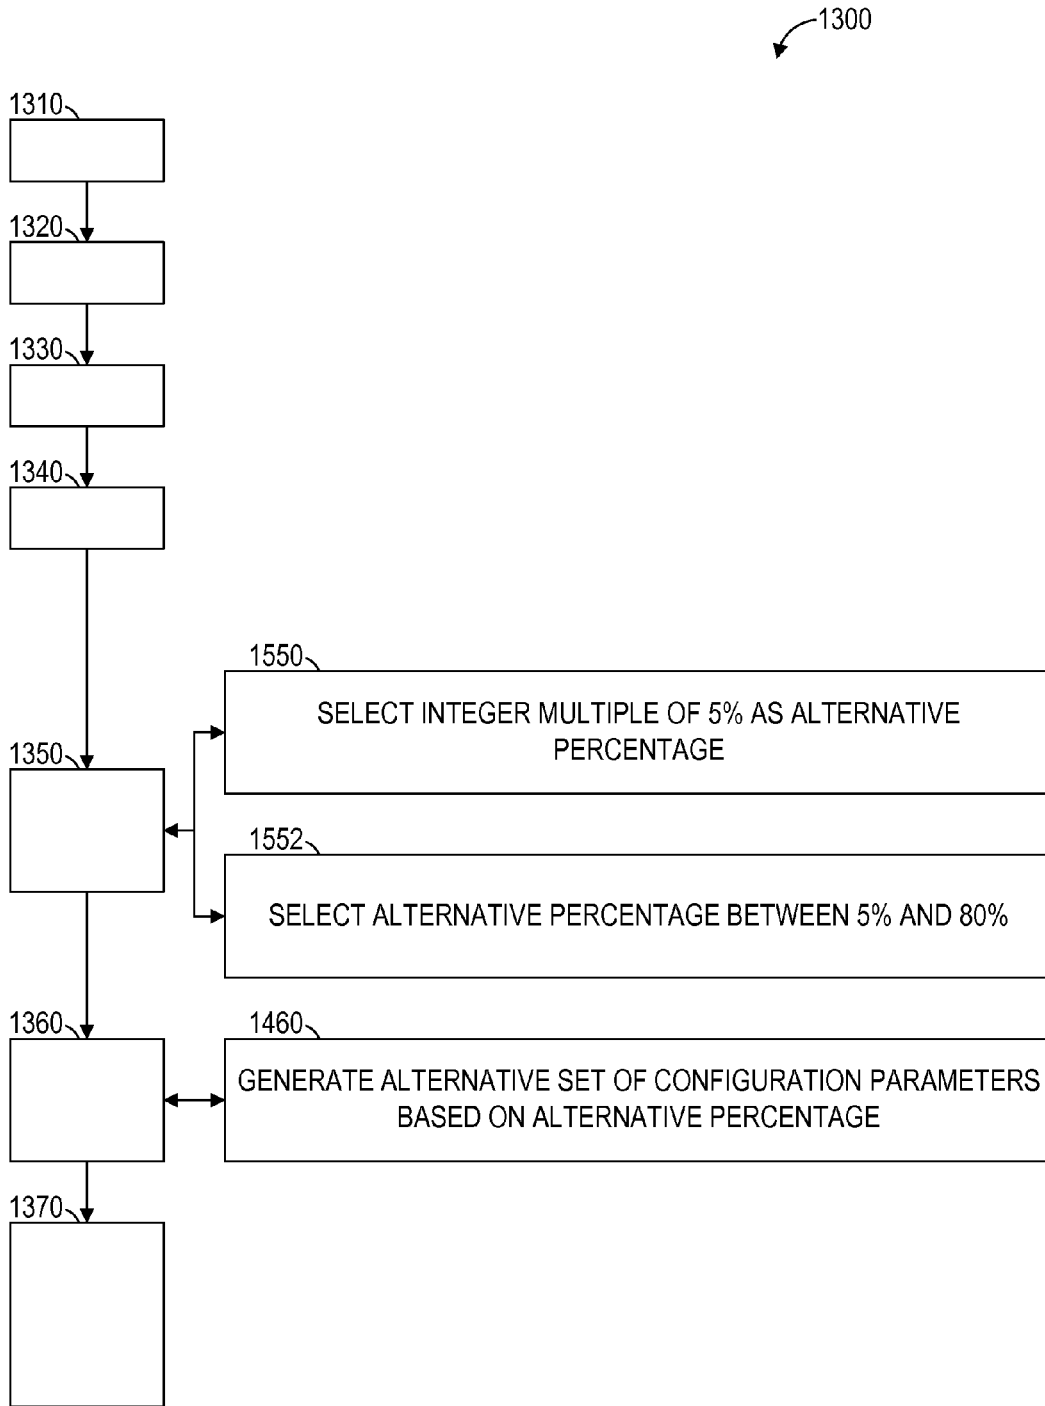 1300
1310
1320
1330
1340
1550
SELECT INTEGER MULTIPLE OF 5% AS ALTERNATIVE
PERCENTAGE
1350
1552
SELECT ALTERNATIVE PERCENTAGE BETWEEN 5% AND 80%
1360
1460
GENERATE ALTERNATIVE SET OF CONFIGURATION PARAMETERS
BASED ON ALTERNATIVE PERCENTAGE
1370